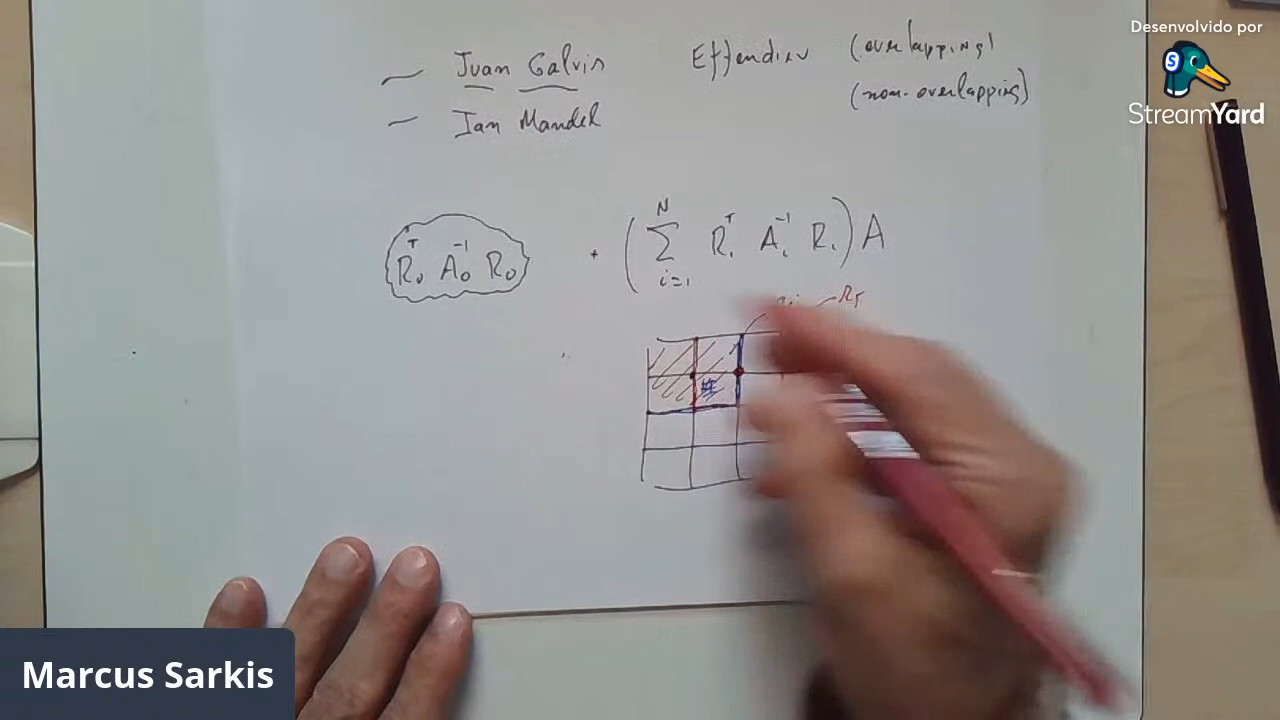 Desenvolvido por
StreamYard
~ Juan Galvis Effendiev (overlapping)
(non-overlapping)
~ Jan Mandel
R₀ᵀ A₀⁻¹ R₀ + (∑ᵢ₌₁ᴺ Rᵢᵀ Aᵢ⁻¹ Rᵢ) A
Marcus Sarkis